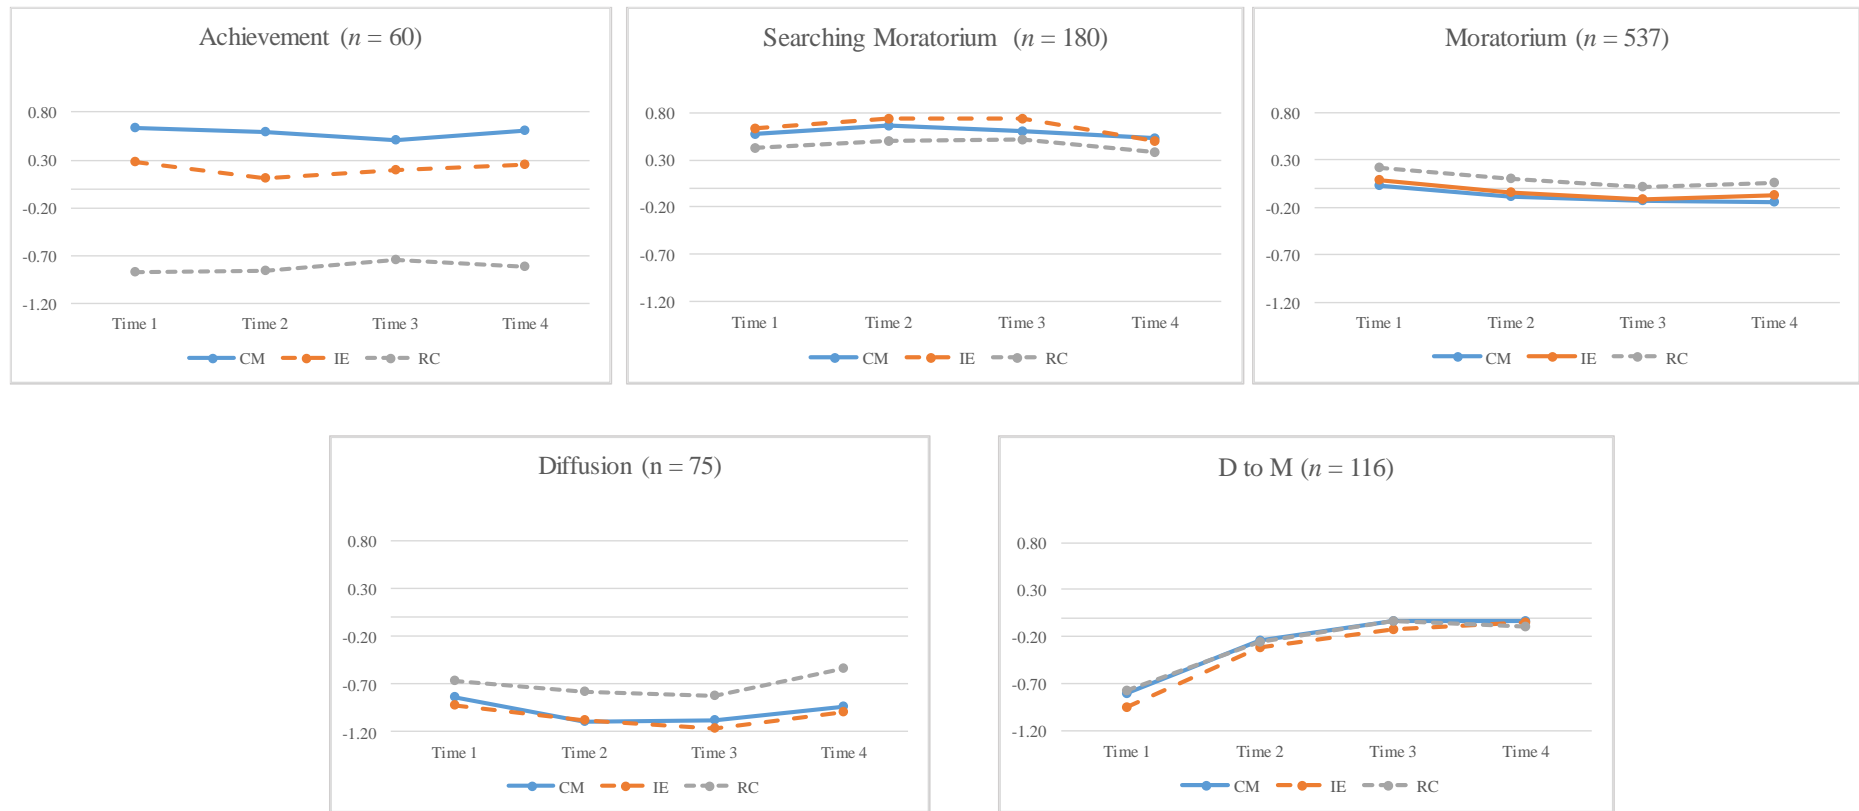 Achievement (n = 60)
0.80
0.30
-0.20
-0.70
-1.20
Time 1 Time 2 Time 3 Time 4
CM IE RC
Searching Moratorium (n = 180)
0.80
0.30
-0.20
-0.70
-1.20
Time 1 Time 2 Time 3 Time 4
CM IE RC
Moratorium (n = 537)
0.80
0.30
-0.20
-0.70
-1.20
Time 1 Time 2 Time 3 Time 4
CM IE RC
Diffusion (n = 75)
0.80
0.30
-0.20
-0.70
-1.20
Time 1 Time 2 Time 3 Time 4
CM IE RC
D to M (n = 116)
0.80
0.30
-0.20
-0.70
-1.20
Time 1 Time 2 Time 3 Time 4
CM IE RC